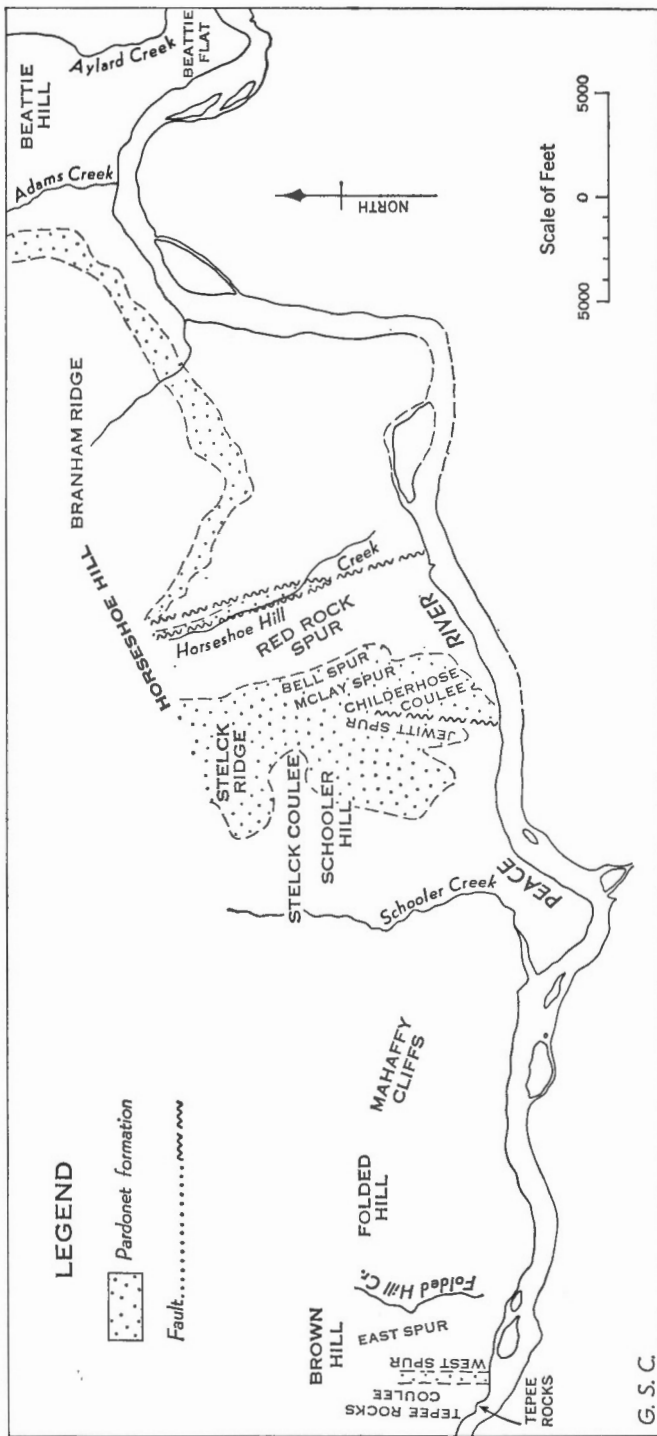 LEGEND
Pardonet formation
Fault
BROWN
HILL
TEPEE ROCKS
COULEE
WEST SPUR
EAST SPUR
Folded Hill Cr.
TEPEE
ROCKS
FOLDED
HILL
MAHAFFY
CLIFFS
Schooler Creek
PEACE
RIVER
STELCK COULEE
SCHOOLER
HILL
STELCK
RIDGE
JEWITT SPUR
CHILDERHOSE
COULEE
MCLAY SPUR
BELL SPUR
RED ROCK
SPUR
Horseshoe Hill
Creek
HORSESHOE HILL
BRANHAM RIDGE
Adams Creek
BEATTIE
HILL
Aylard Creek
BEATTIE
FLAT
NORTH
Scale of Feet
5000
0
5000
G. S. C.